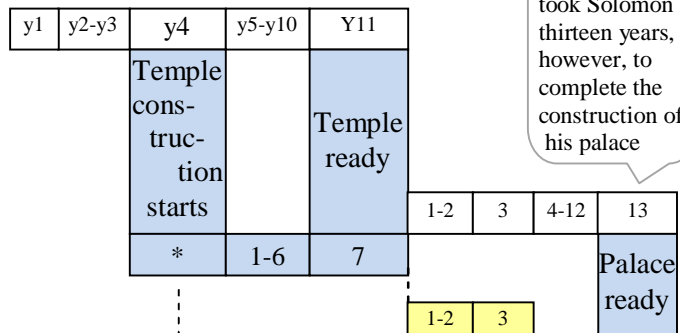 took Solomon
thirteen years,
however, to
complete the
construction of
his palace
y1 y2-y3 y4 y5-y10 Y11
Temple
cons-
truc-
tion
starts
Temple
ready
1-2 3 4-12 13
* 1-6 7
Palace
ready
1-2 3